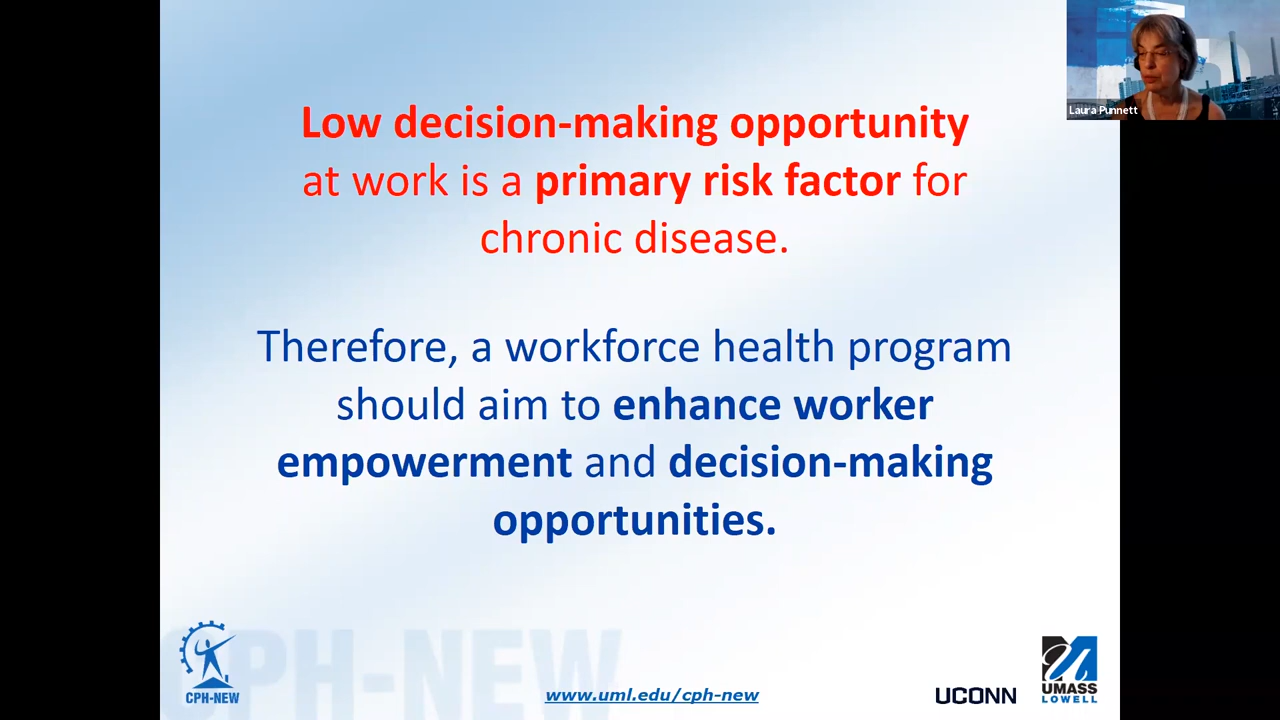 Laura Punnett
Low decision-making opportunity
at work is a primary risk factor for
chronic disease.
Therefore, a workforce health program
should aim to enhance worker
empowerment and decision-making
opportunities.
CPH-NEW
CPH-NEW
www.uml.edu/cph-new
UCONN
UMASS
LOWELL